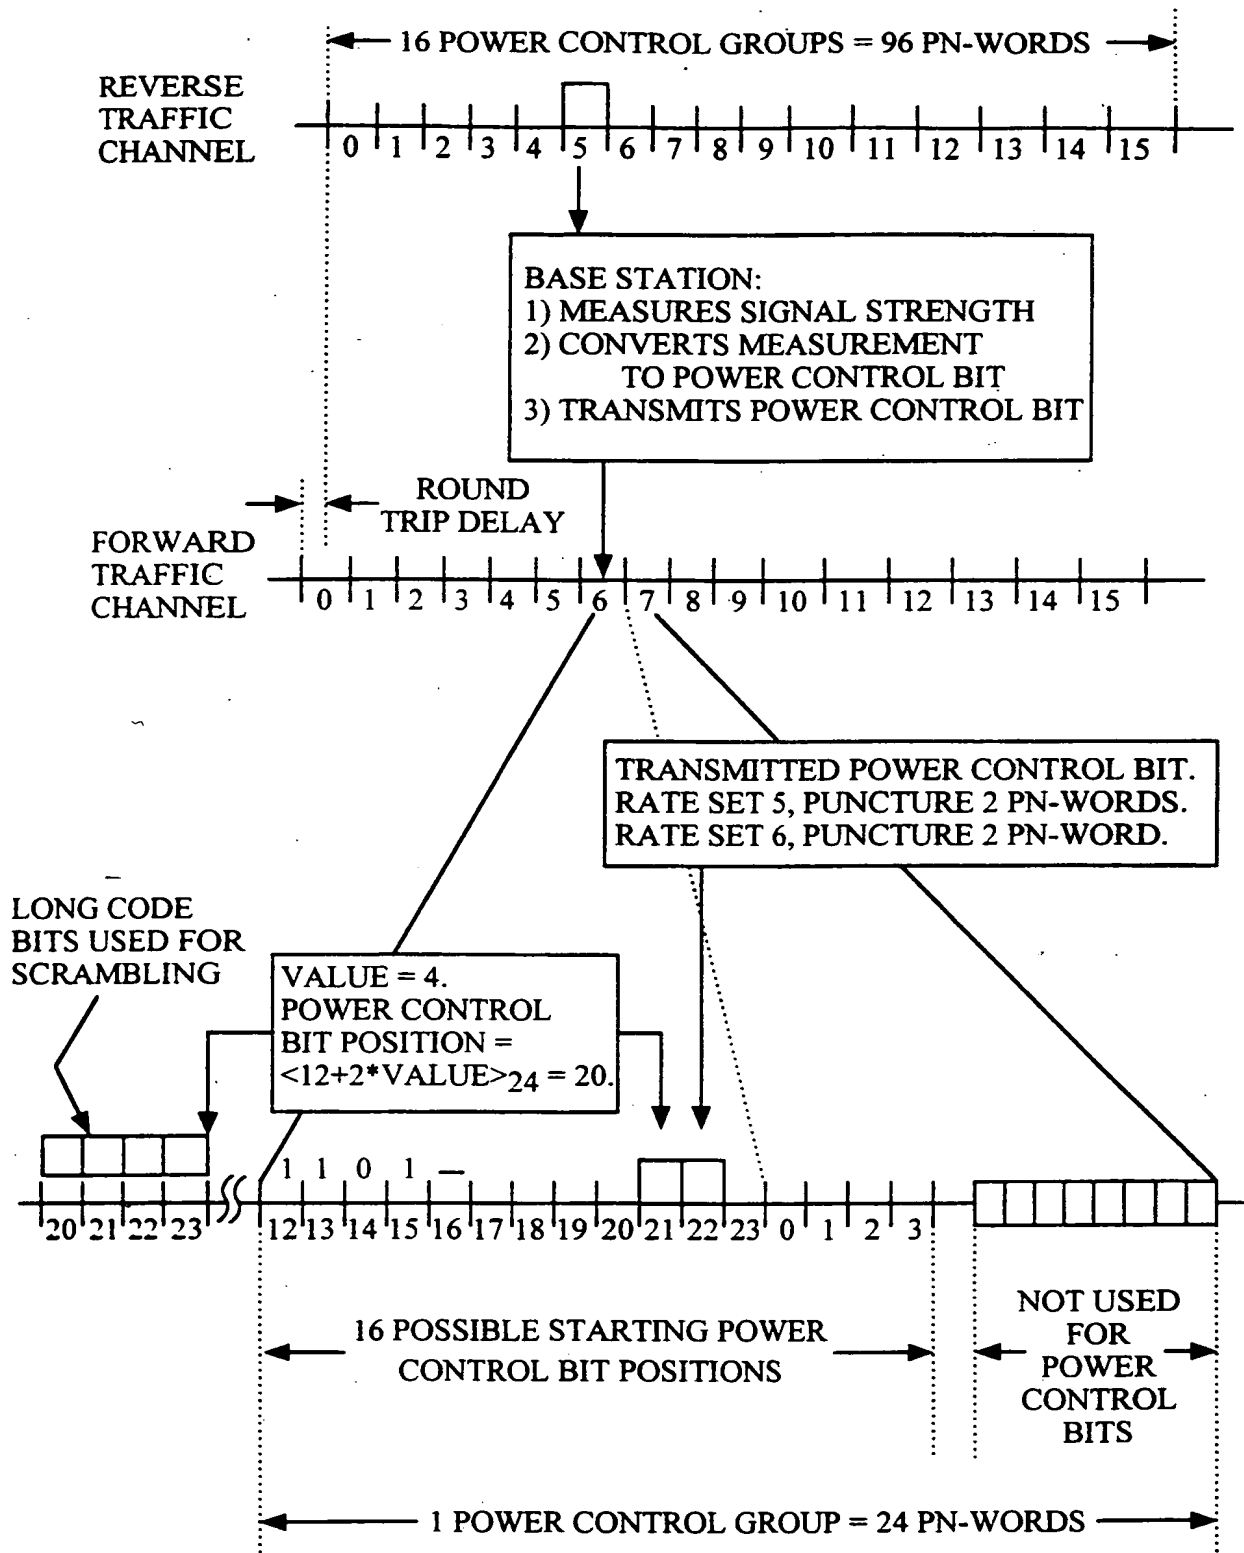 16 POWER CONTROL GROUPS = 96 PN-WORDS
REVERSE
TRAFFIC
CHANNEL
0 1 2 3 4 5 6 7 8 9 10 11 12 13 14 15
BASE STATION:
1) MEASURES SIGNAL STRENGTH
2) CONVERTS MEASUREMENT
TO POWER CONTROL BIT
3) TRANSMITS POWER CONTROL BIT
ROUND
TRIP DELAY
FORWARD
TRAFFIC
CHANNEL
0 1 2 3 4 5 6 7 8 9 10 11 12 13 14 15
TRANSMITTED POWER CONTROL BIT.
RATE SET 5, PUNCTURE 2 PN-WORDS.
RATE SET 6, PUNCTURE 2 PN-WORD.
LONG CODE
BITS USED FOR
SCRAMBLING
VALUE = 4.
POWER CONTROL
BIT POSITION =
<12+2*VALUE>24 = 20.
1 1 0 1 —
20 21 22 23 12 13 14 15 16 17 18 19 20 21 22 23 0 1 2 3
16 POSSIBLE STARTING POWER
CONTROL BIT POSITIONS
NOT USED
FOR
POWER
CONTROL
BITS
1 POWER CONTROL GROUP = 24 PN-WORDS